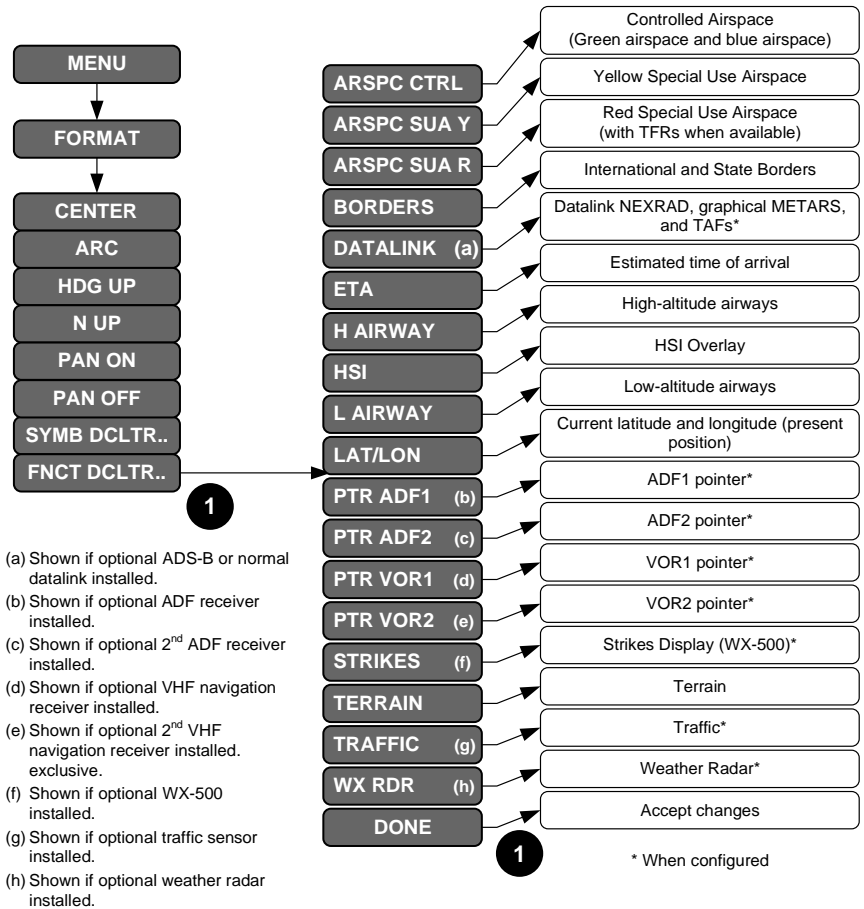 MENU
FORMAT
CENTER
ARC
HDG UP
N UP
PAN ON
PAN OFF
SYMB DCLTR..
FNCT DCLTR..
1
(a) Shown if optional ADS-B or normal
datalink installed.
(b) Shown if optional ADF receiver
installed.
(c) Shown if optional 2nd ADF receiver
installed.
(d) Shown if optional VHF navigation
receiver installed.
(e) Shown if optional 2nd VHF
navigation receiver installed.
exclusive.
(f) Shown if optional WX-500
installed.
(g) Shown if optional traffic sensor
installed.
(h) Shown if optional weather radar
installed.
ARSPC CTRL
ARSPC SUA Y
ARSPC SUA R
BORDERS
DATALINK (a)
ETA
H AIRWAY
HSI
L AIRWAY
LAT/LON
PTR ADF1 (b)
PTR ADF2 (c)
PTR VOR1 (d)
PTR VOR2 (e)
STRIKES (f)
TERRAIN
TRAFFIC (g)
WX RDR (h)
DONE
1
Controlled Airspace
(Green airspace and blue airspace)
Yellow Special Use Airspace
Red Special Use Airspace
(with TFRs when available)
International and State Borders
Datalink NEXRAD, graphical METARS,
and TAFs*
Estimated time of arrival
High-altitude airways
HSI Overlay
Low-altitude airways
Current latitude and longitude (present
position)
ADF1 pointer*
ADF2 pointer*
VOR1 pointer*
VOR2 pointer*
Strikes Display (WX-500)*
Terrain
Traffic*
Weather Radar*
Accept changes
* When configured